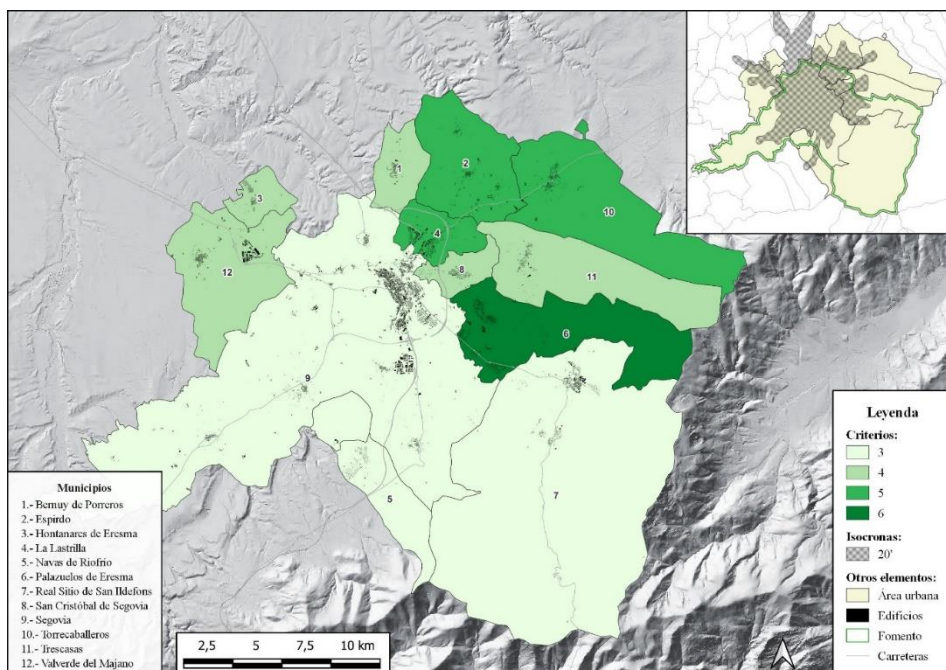 1
2
3
4
10
12
8
11
6
9
7
5
Leyenda
Criterios:
3
4
5
6
Isocronas:
20'
Otros elementos:
Área urbana
Edificios
Fomento
Carreteras
Municipios
1.- Bernuy de Porreros
2.- Espirdo
3.- Hontanares de Eresma
4.- La Lastrilla
5.- Navas de Riofrío
6.- Palazuelos de Eresma
7.- Real Sitio de San Ildefons
8.- San Cristóbal de Segovia
9.- Segovia
10.- Torrecaballeros
11.- Trescasas
12.- Valverde del Majano
2,5 5 7,5 10 km